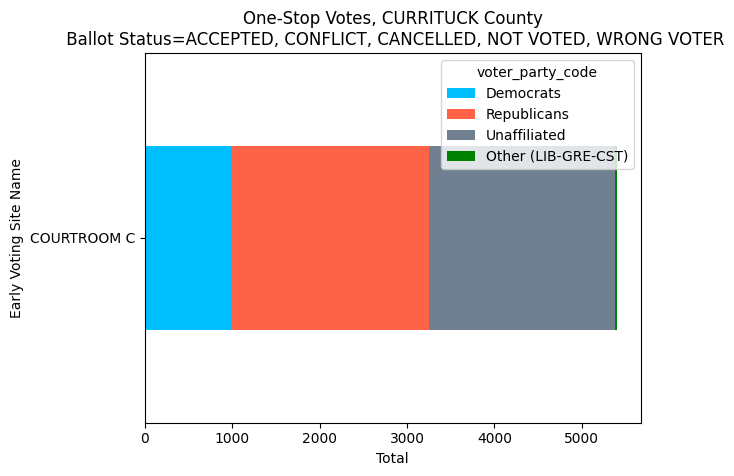 One-Stop Votes, CURRITUCK County
Ballot Status=ACCEPTED, CONFLICT, CANCELLED, NOT VOTED, WRONG VOTER
voter_party_code
Democrats
Republicans
Unaffiliated
Other (LIB-GRE-CST)
Early Voting Site Name
COURTROOM C
0 1000 2000 3000 4000 5000
Total